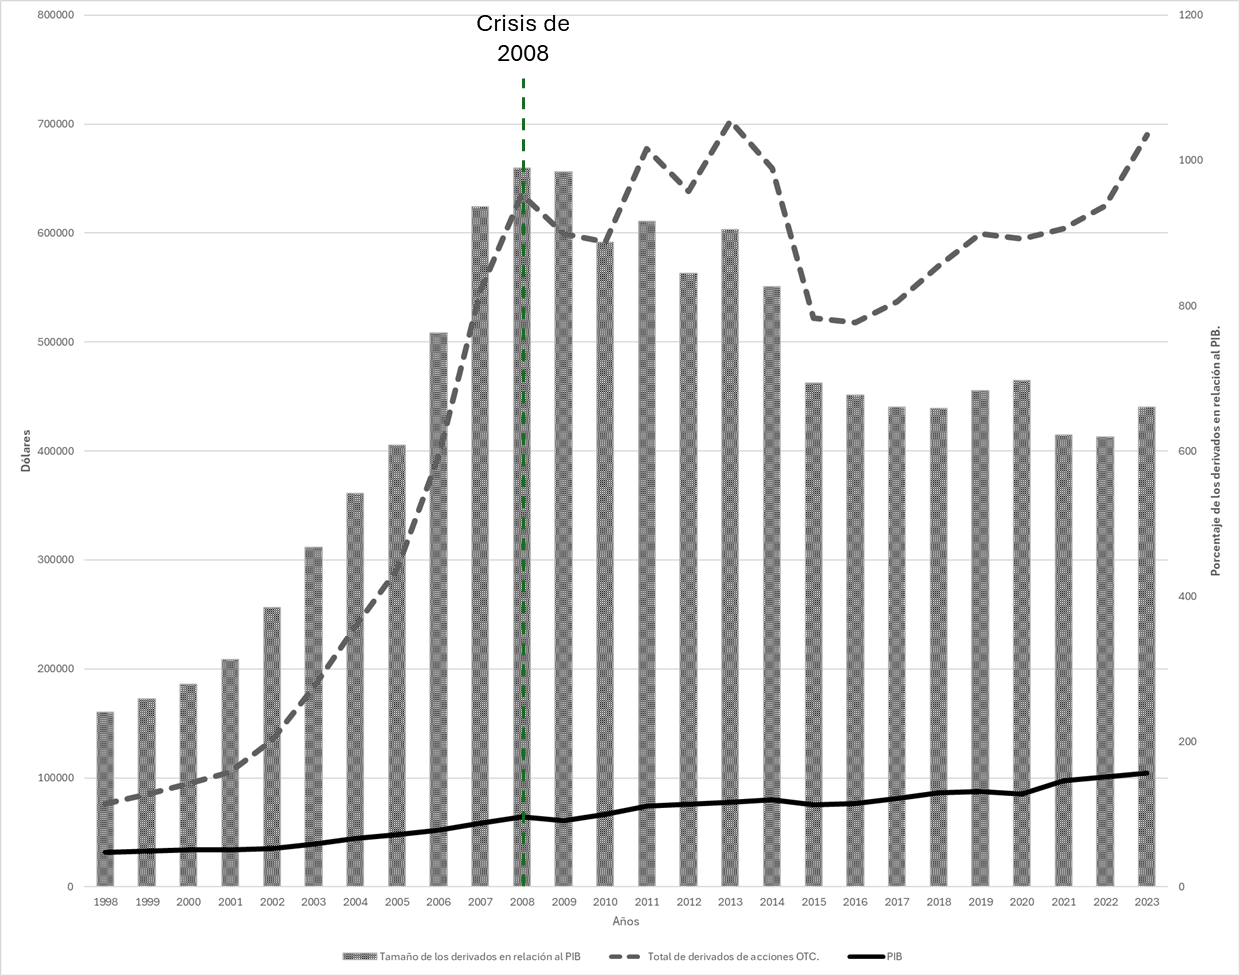 Crisis de
2008
800000
700000
600000
500000
400000
300000
200000
100000
0
Dólares
1200
1000
800
600
400
200
0
Porcentaje de los derivados en relación al PIB.
1998 1999 2000 2001 2002 2003 2004 2005 2006 2007 2008 2009 2010 2011 2012 2013 2014 2015 2016 2017 2018 2019 2020 2021 2022 2023
Años
Tamaño de los derivados en relación al PIB Total de derivados de acciones OTC. PIB